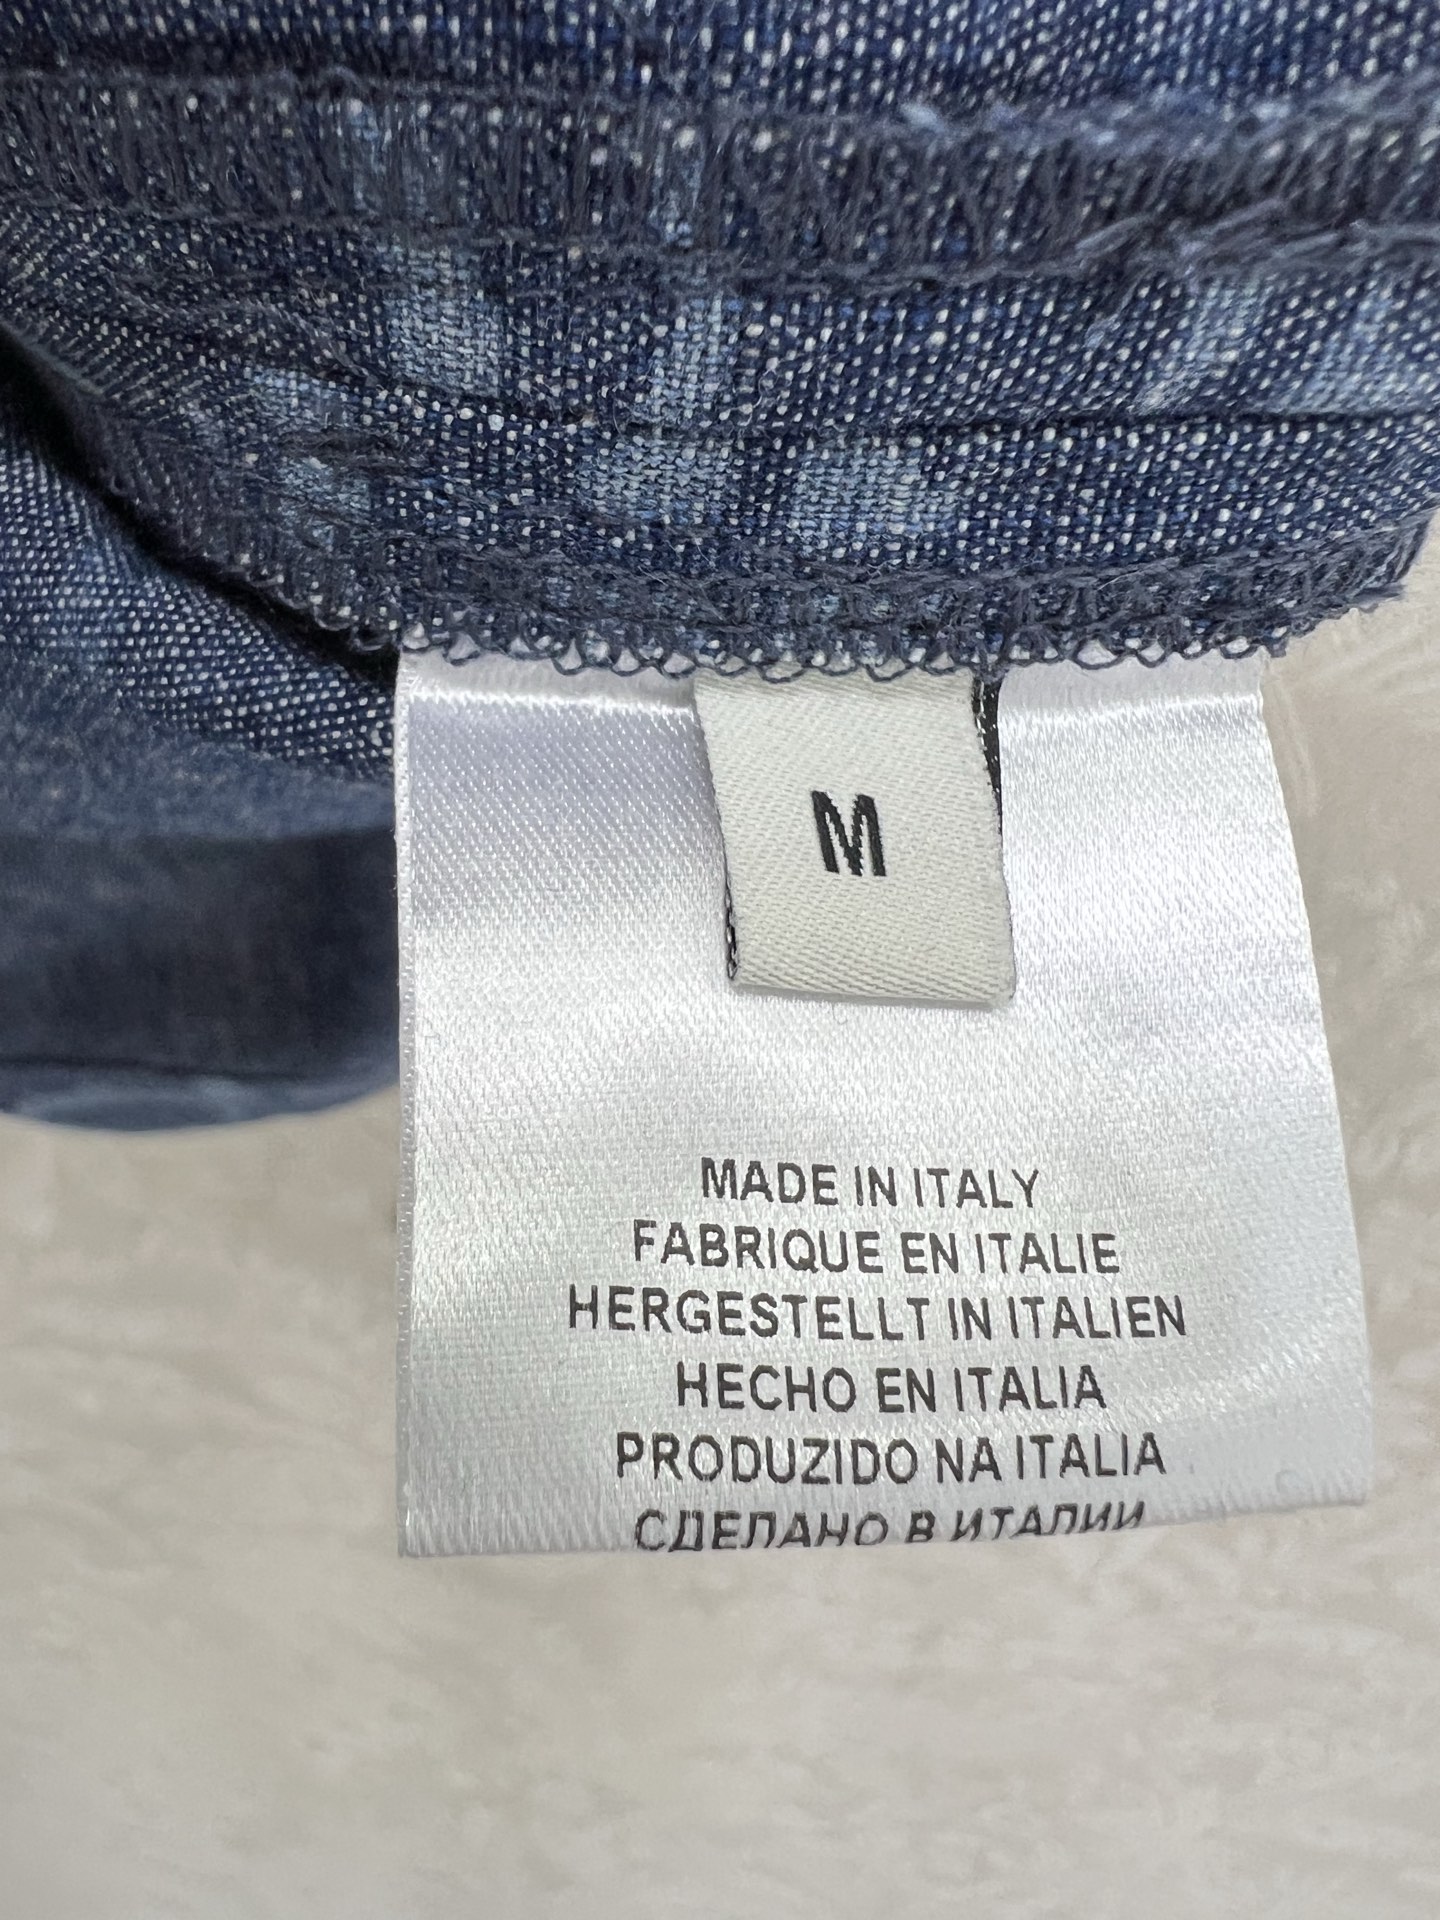 M
MADE IN ITALY
FABRIQUE EN ITALIE
HERGESTELLT IN ITALIEN
HECHO EN ITALIA
PRODUZIDO NA ITALIA
СДЕЛАНО В ИТАЛИИ